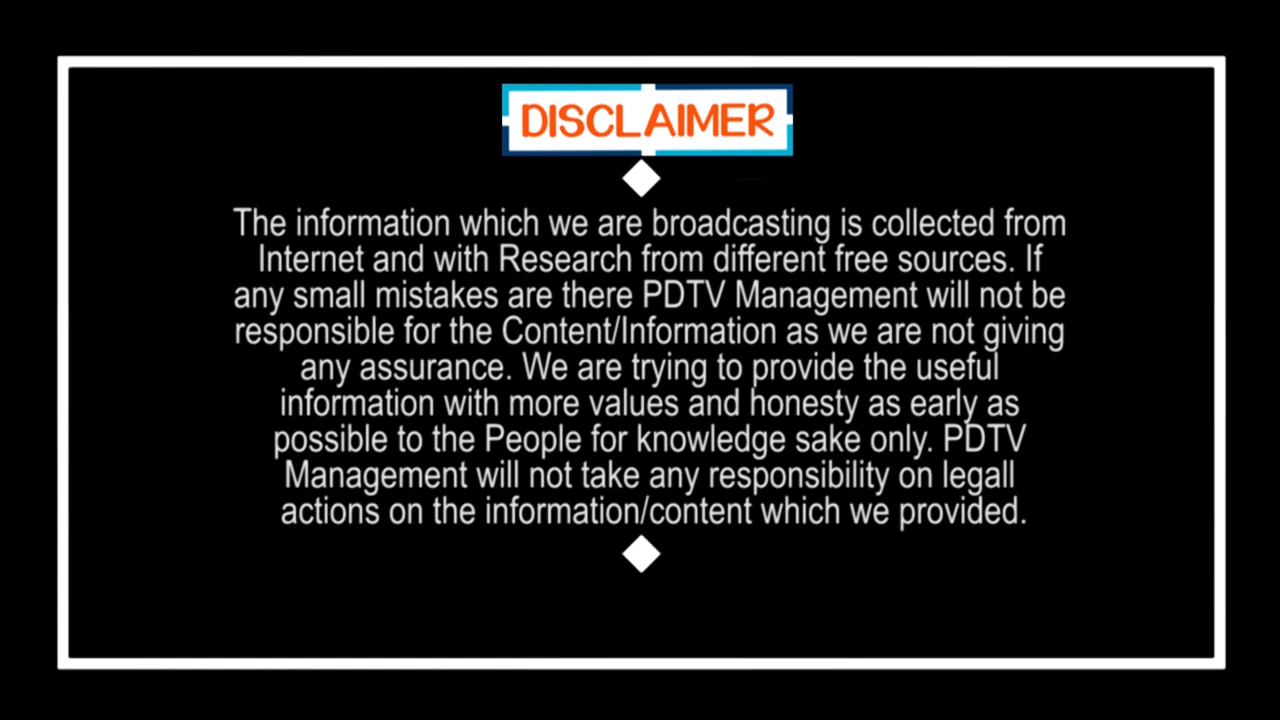 DISCLAIMER
The information which we are broadcasting is collected from
Internet and with Research from different free sources. If
any small mistakes are there PDTV Management will not be
responsible for the Content/Information as we are not giving
any assurance. We are trying to provide the useful
information with more values and honesty as early as
possible to the People for knowledge sake only. PDTV
Management will not take any responsibility on legall
actions on the information/content which we provided.